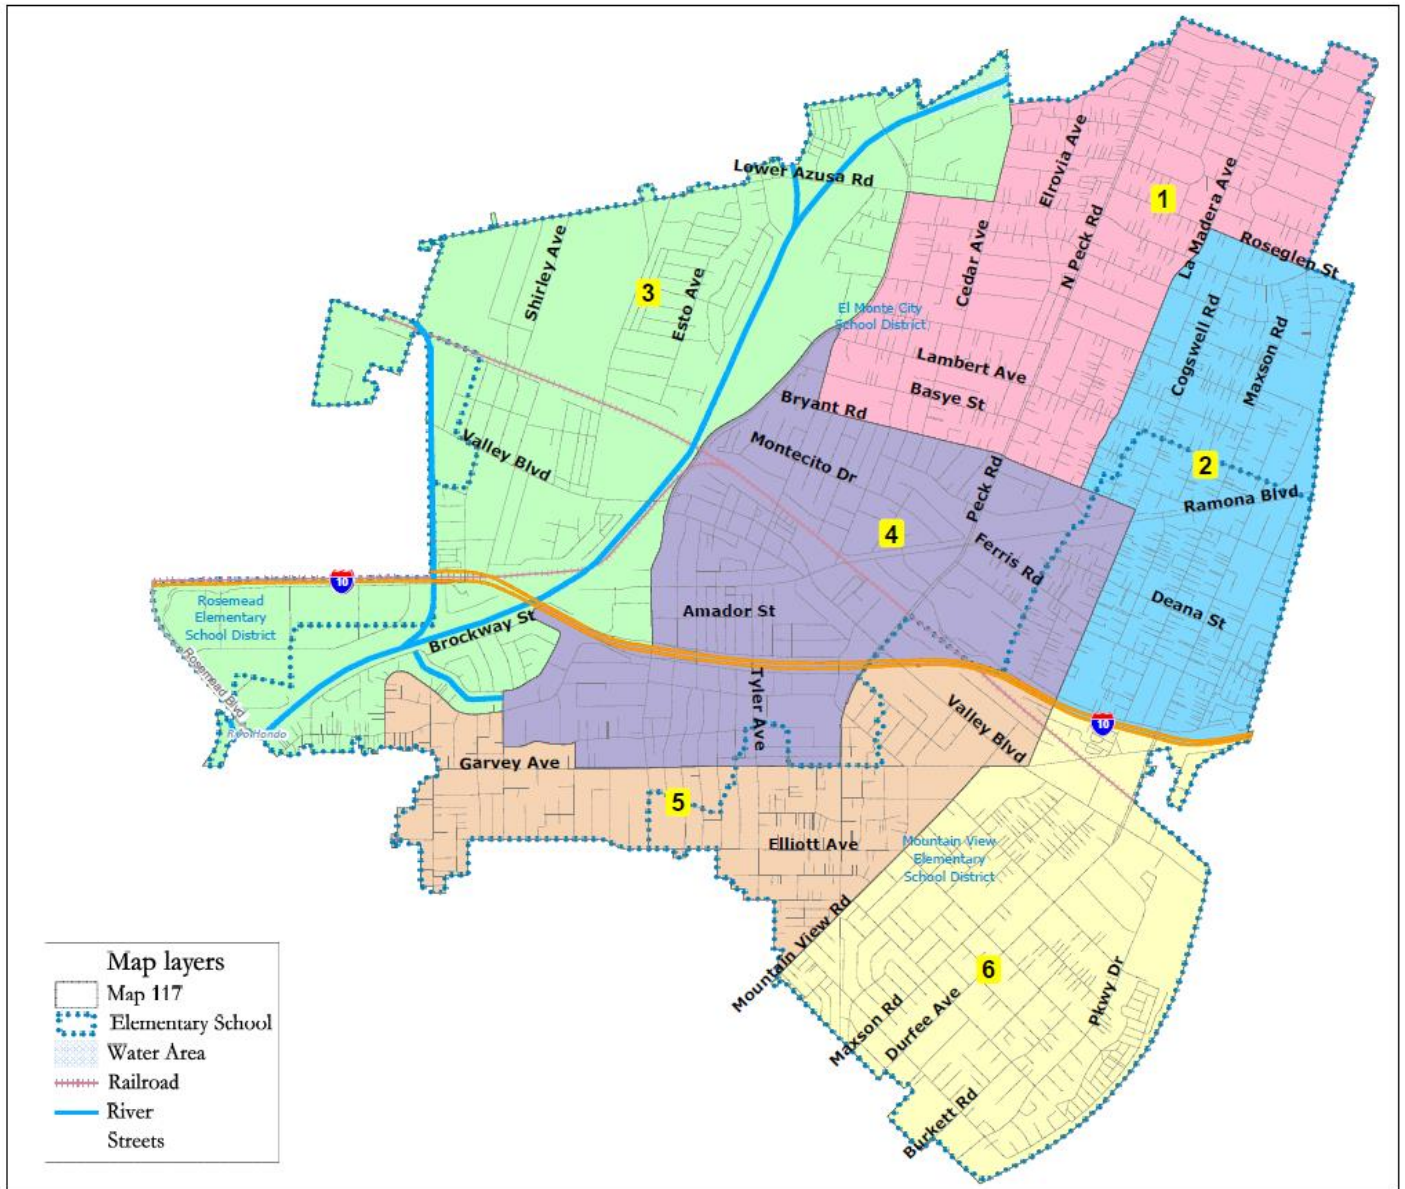 Lower Azusa Rd
Elrovia Ave
1
La Madera Ave
Roseglen St
Shirley Ave
3
Esto Ave
Cedar Ave
N Peck Rd
El Monte City
School District
Cogswell Rd
Maxson Rd
Lambert Ave
Basye St
Bryant Rd
Montecito Dr
Valley Blvd
Peck Rd
2
Ramona Blvd
4
Ferris Rd
10
Rosemead
Elementary
School District
Amador St
Deana St
Brockway St
Rosemead Blvd
Rio Hondo
Tyler Ave
Valley Blvd
10
Garvey Ave
5
Elliott Ave
Mountain View
Elementary
School District
Mountain View Rd
6
Pkwy Dr
Maxson Rd
Durfee Ave
Burkett Rd
Map layers
Map 117
Elementary School
Water Area
Railroad
River
Streets